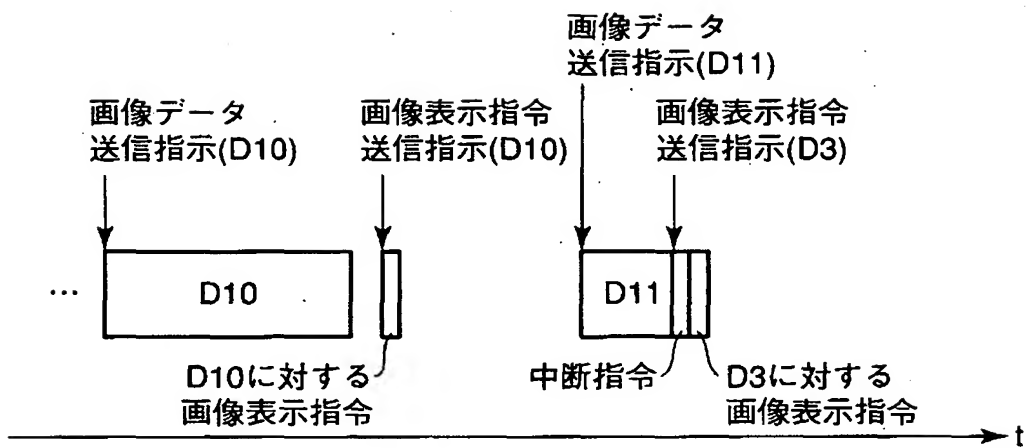 画像データ
送信指示(D11)
画像データ
送信指示(D10)
画像表示指令
送信指示(D10)
画像表示指令
送信指示(D3)
…
D10
D11
D10に対する
画像表示指令
中断指令
D3に対する
画像表示指令
t